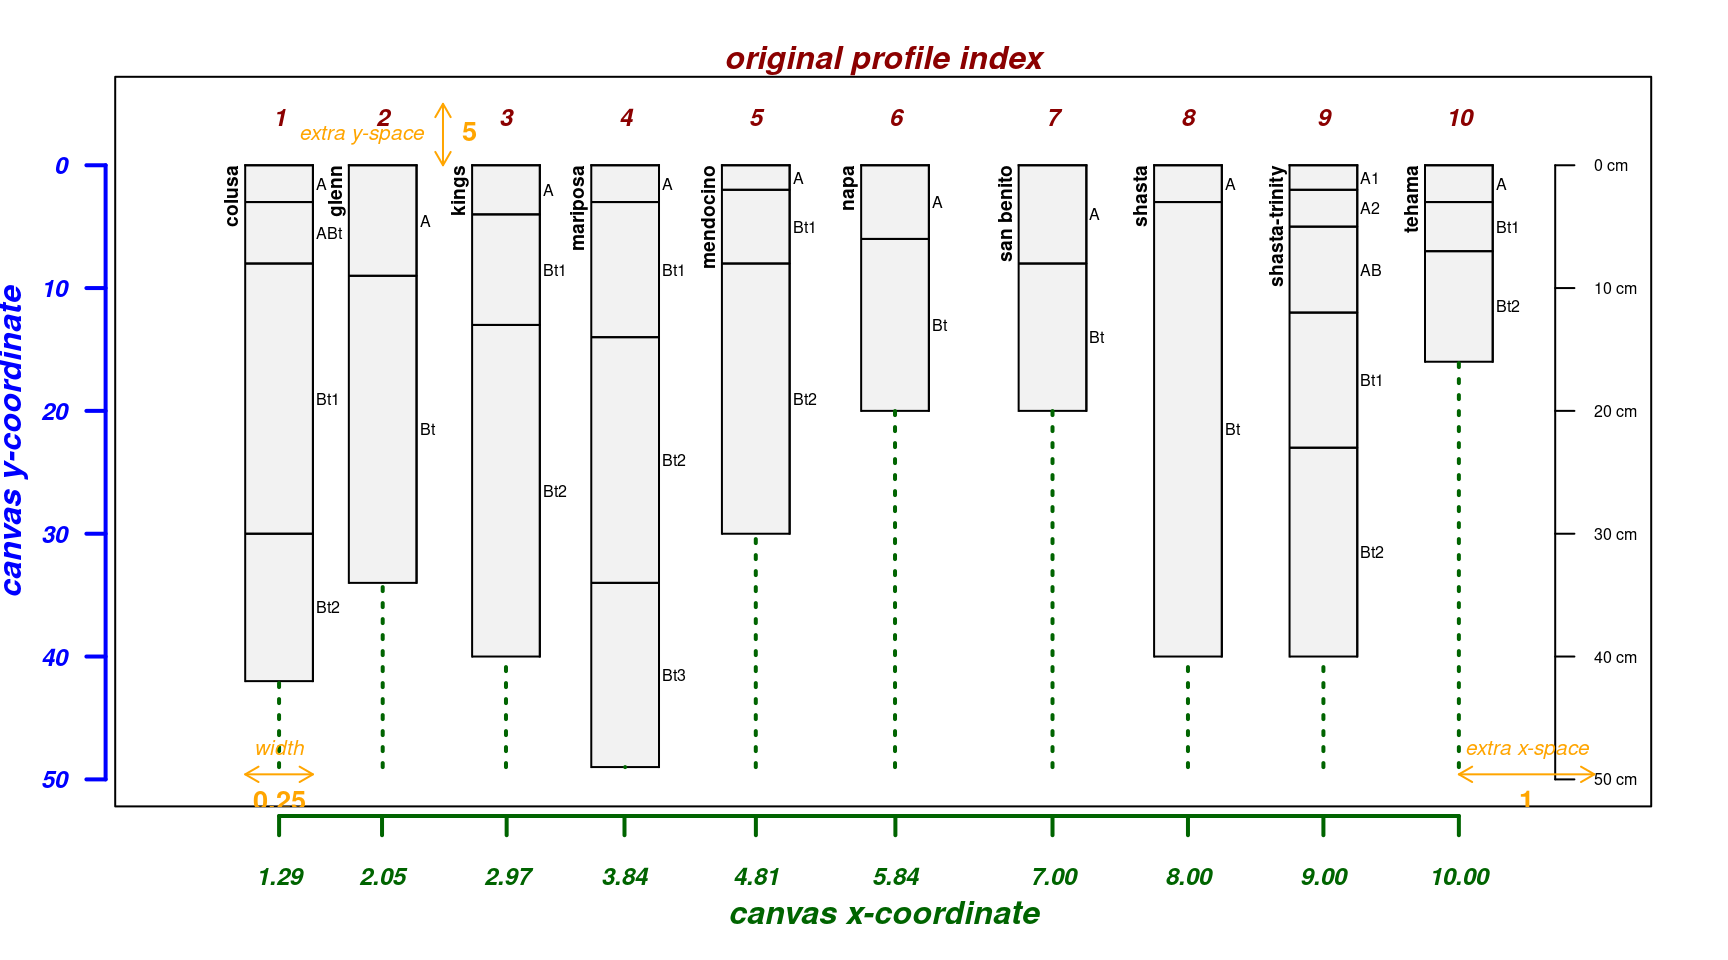 original profile index
1 2 3 4 5 6 7 8 9 10
extra y-space 5
canvas y-coordinate
0
10
20
30
40
50
colusa
A
ABt
Bt1
Bt2
glenn
A
Bt
kings
A
Bt1
Bt2
mariposa
A
Bt1
Bt2
Bt3
mendocino
A
Bt1
Bt2
napa
A
Bt
san benito
A
Bt
shasta
A
Bt
shasta-trinity
A1
A2
AB
Bt1
Bt2
tehama
A
Bt1
Bt2
0 cm
10 cm
20 cm
30 cm
40 cm
50 cm
width
0.25
extra x-space
1
1.29 2.05 2.97 3.84 4.81 5.84 7.00 8.00 9.00 10.00
canvas x-coordinate